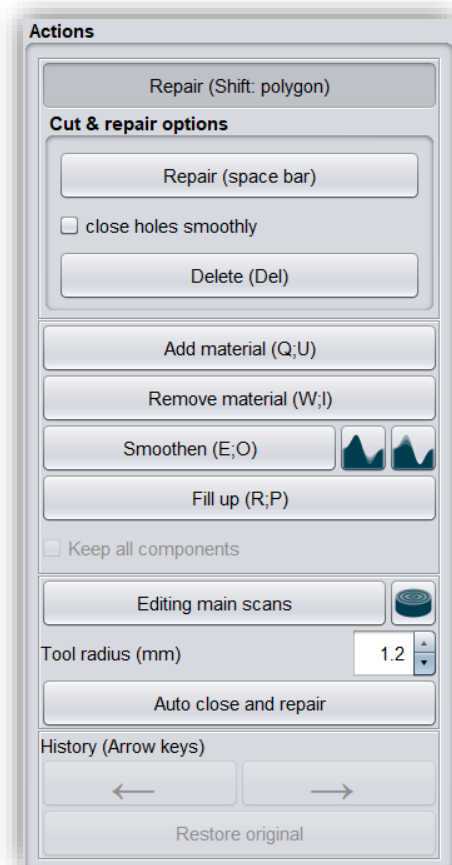 Actions
Repair (Shift: polygon)
Cut & repair options
Repair (space bar)
close holes smoothly
Delete (Del)
Add material (Q;U)
Remove material (W;I)
Smoothen (E;O)
Fill up (R;P)
Keep all components
Editing main scans
Tool radius (mm) 1.2
Auto close and repair
History (Arrow keys)
← →
Restore original